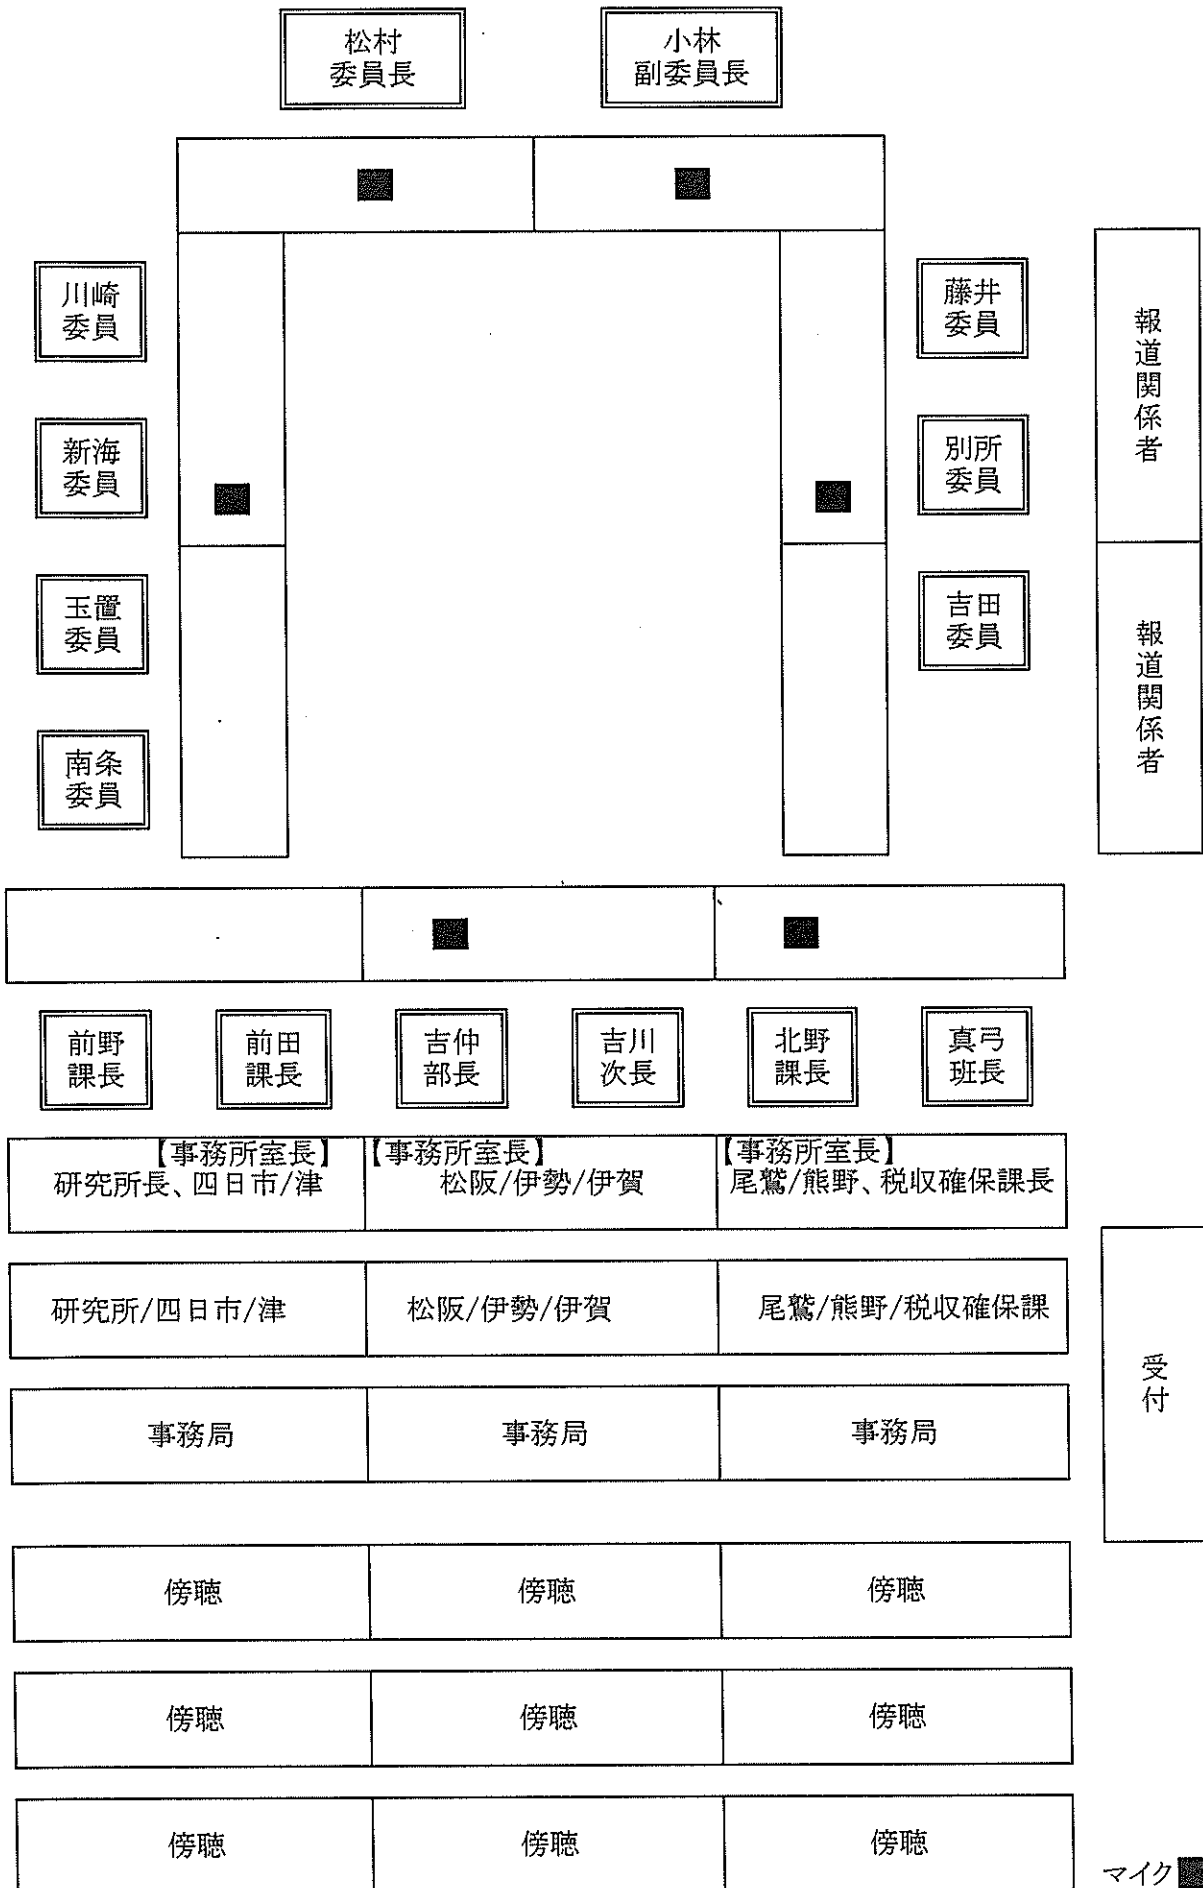 松村
委員長
小林
副委員長
川崎
委員
新海
委員
玉置
委員
南条
委員
藤井
委員
別所
委員
吉田
委員
報道関係者
報道関係者
前野
課長
前田
課長
吉仲
部長
吉川
次長
北野
課長
真弓
班長
【事務所室長】
研究所長、四日市/津
【事務所室長】
松阪/伊勢/伊賀
【事務所室長】
尾鷲/熊野、税収確保課長
研究所/四日市/津
松阪/伊勢/伊賀
尾鷲/熊野/税収確保課
受付
事務局
事務局
事務局
傍聴
傍聴
傍聴
傍聴
傍聴
傍聴
傍聴
傍聴
傍聴
マイク